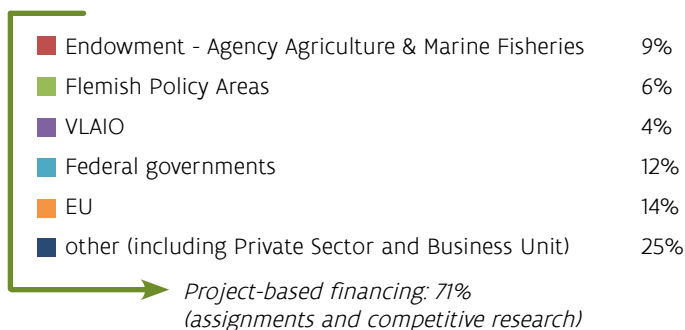 Endowment - Agency Agriculture & Marine Fisheries 9%
Flemish Policy Areas 6%
VLAIO 4%
Federal governments 12%
EU 14%
other (including Private Sector and Business Unit) 25%
Project-based financing: 71%
(assignments and competitive research)